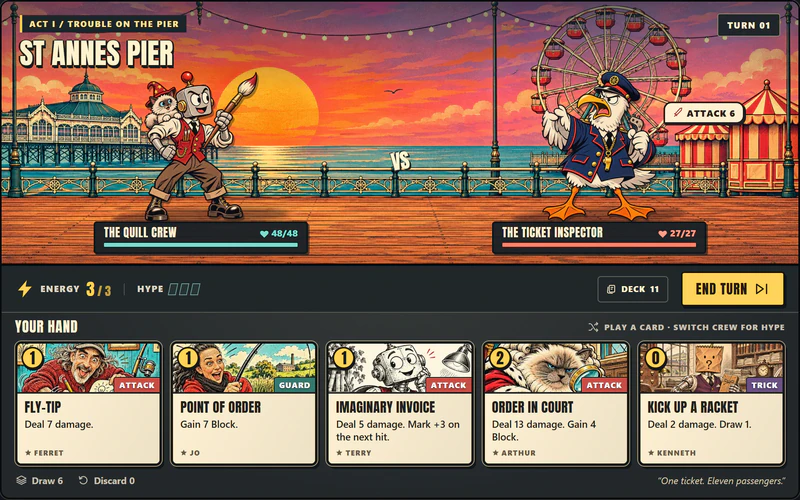 ACT I / TROUBLE ON THE PIER
TURN 01
ST ANNES PIER
ATTACK 6
VS
THE QUILL CREW 48/48
THE TICKET INSPECTOR 27/27
ENERGY 3/3 HYPE
DECK 11
END TURN
YOUR HAND
PLAY A CARD · SWITCH CREW FOR HYPE
1
ATTACK
FLY-TIP
Deal 7 damage.
FERRET
1
GUARD
POINT OF ORDER
Gain 7 Block.
JO
1
ATTACK
IMAGINARY INVOICE
Deal 5 damage. Mark +3 on
the next hit.
TERRY
2
ATTACK
ORDER IN COURT
Deal 13 damage. Gain 4
Block.
ARTHUR
0
TRICK
KICK UP A RACKET
Deal 2 damage. Draw 1.
KENNETH
Draw 6 Discard 0
"One ticket. Eleven passengers."